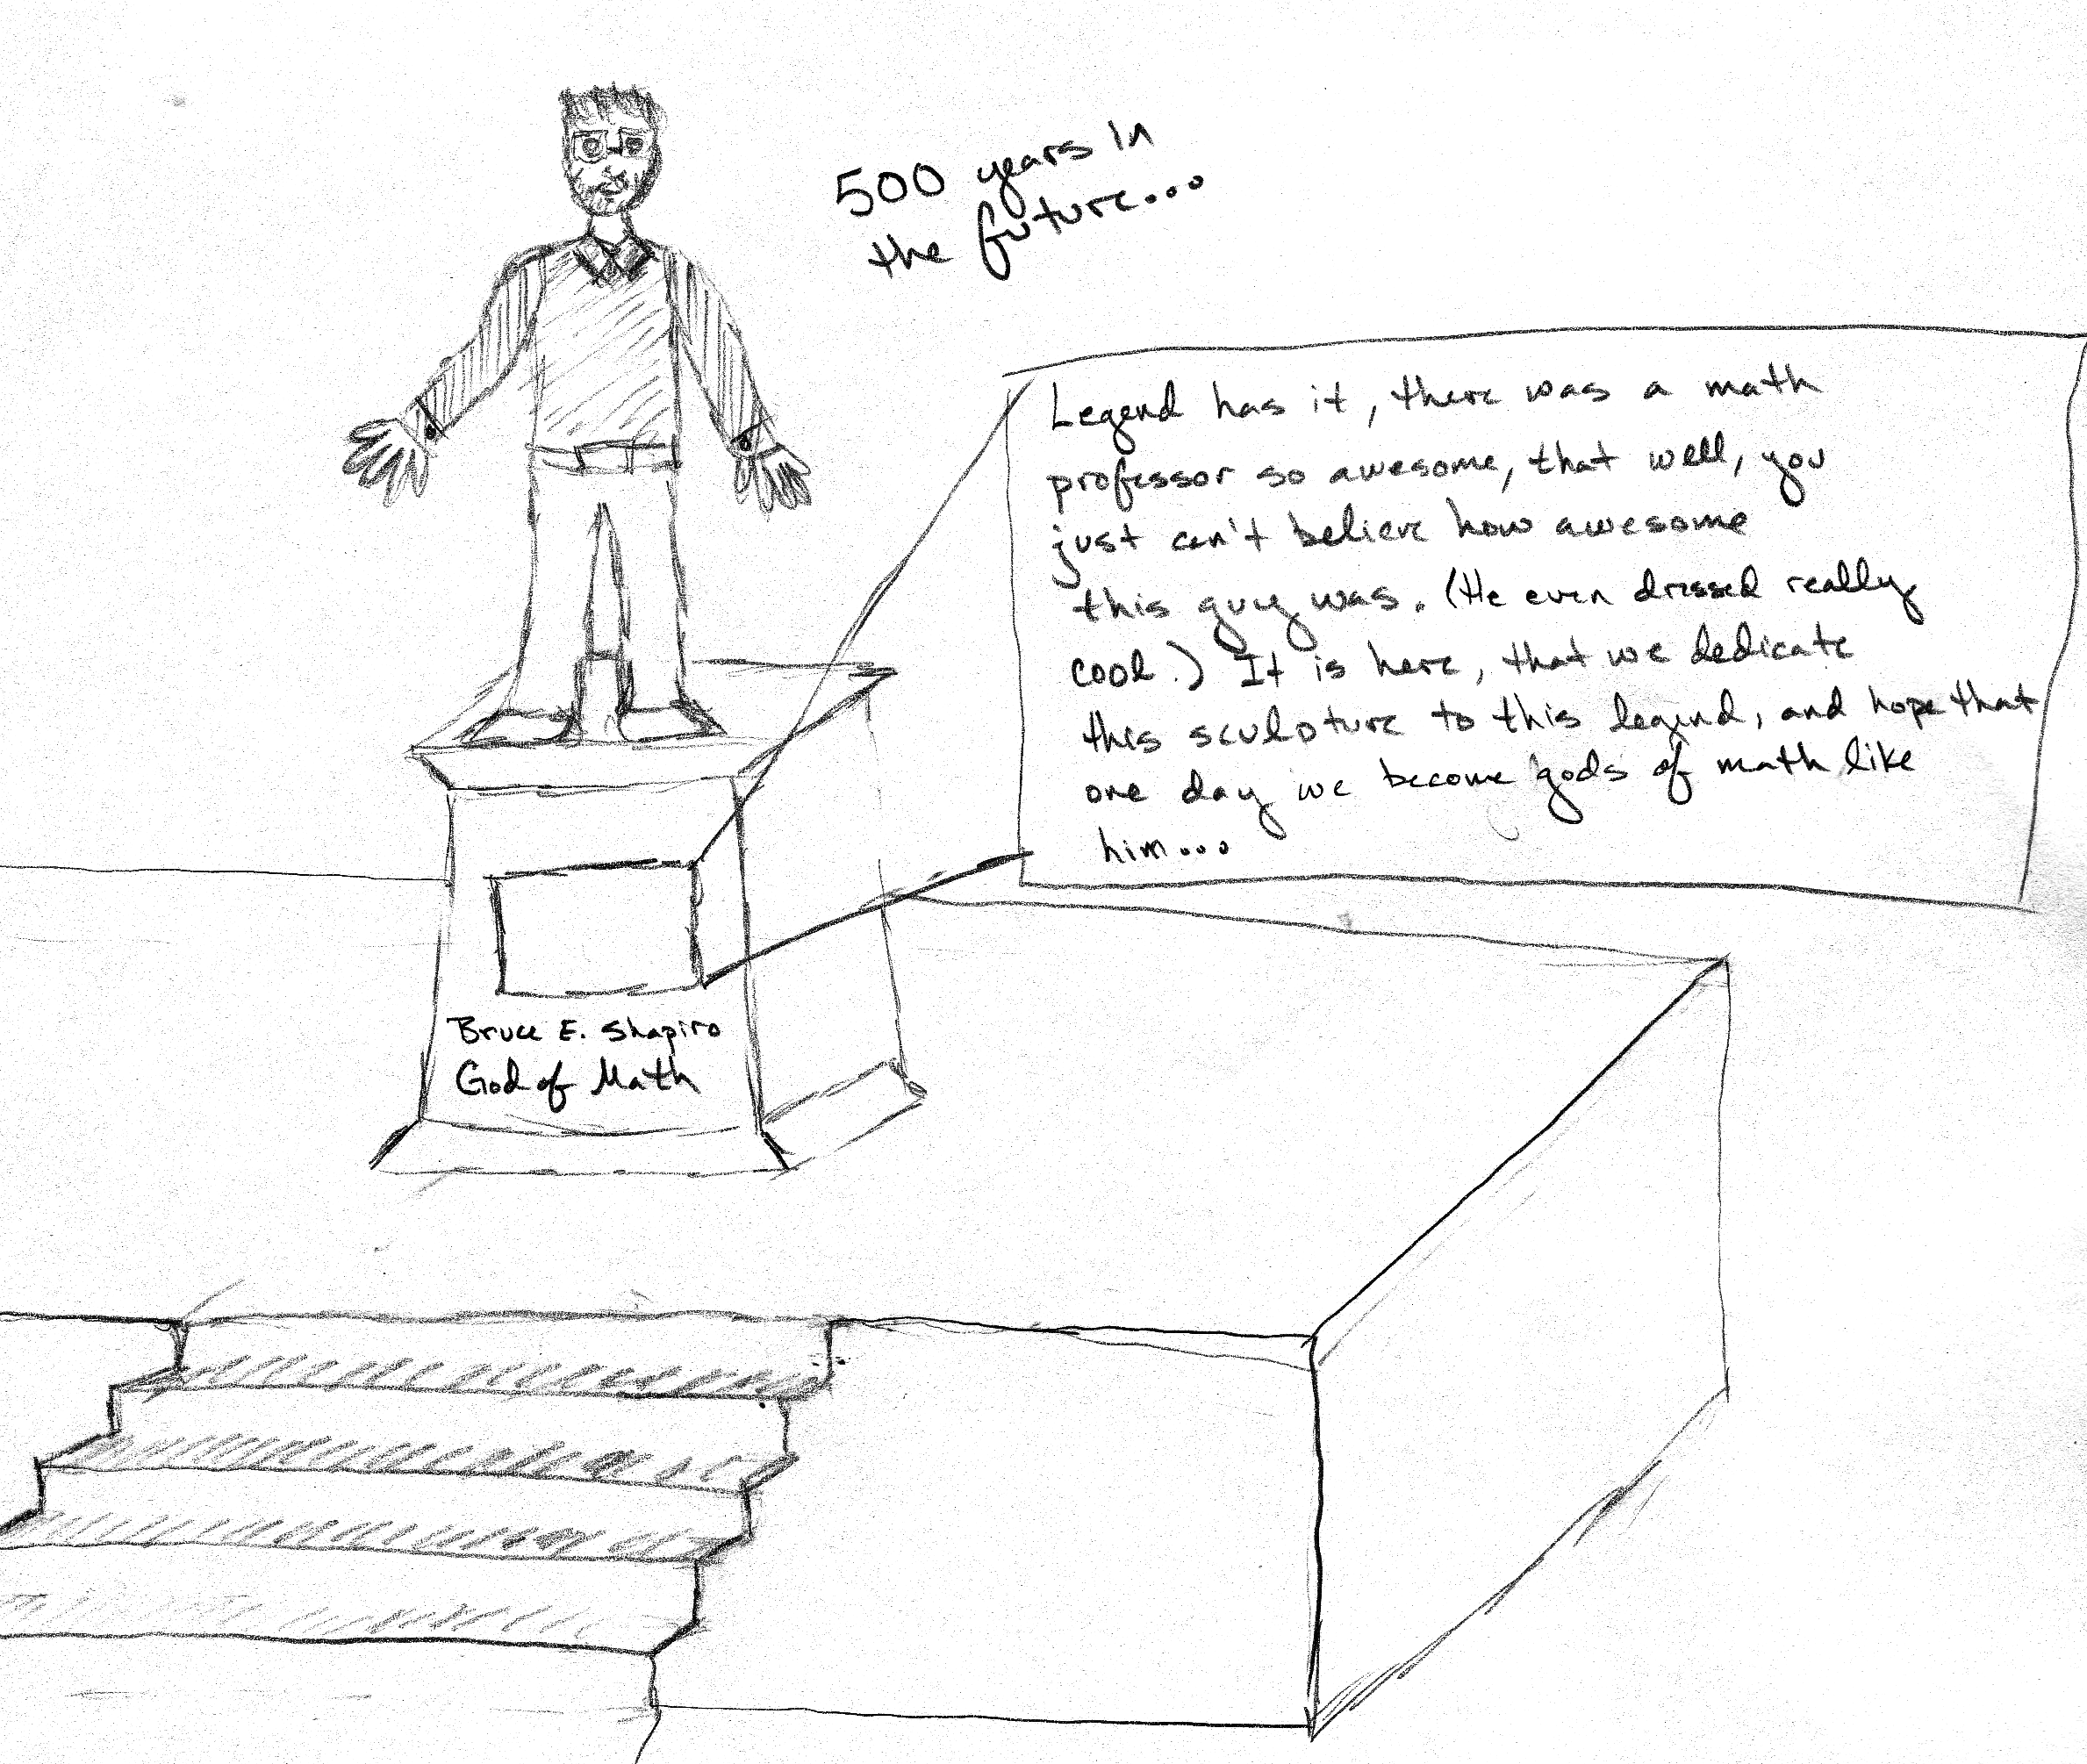 500 years in
the future...
Legend has it, there was a math
professor so awesome, that well, you
just can't believe how awesome
this guy was. (He even dressed really
cool.) It is here, that we dedicate
this sculpture to this legend, and hope that
one day we become gods of math like
him...
Bruce E. Shapiro
God of Math